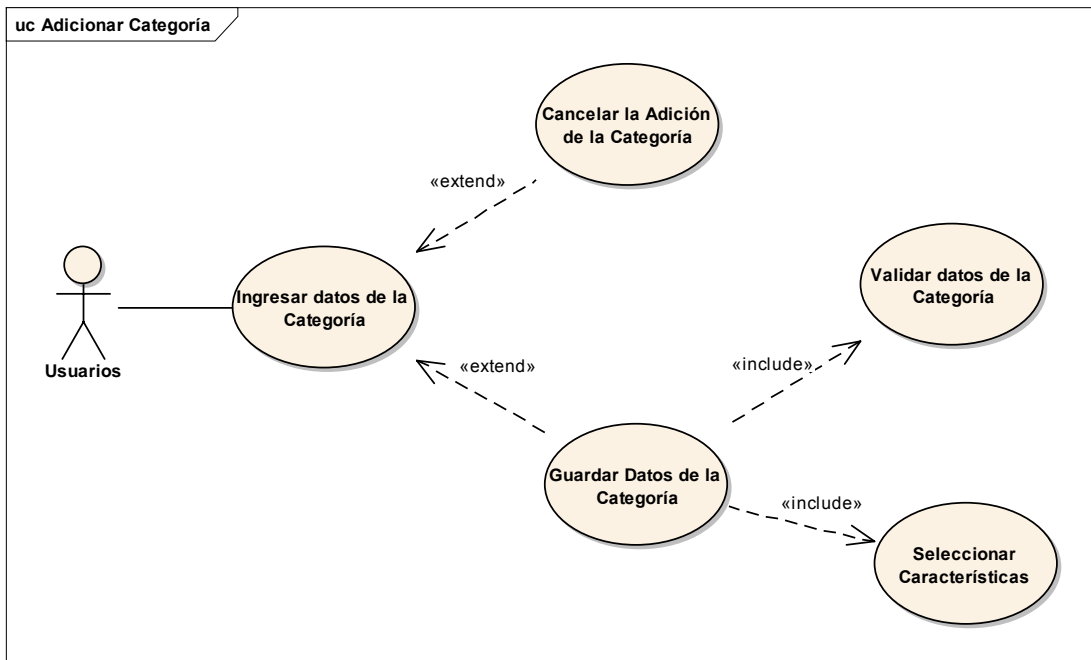 uc Adicionar Categoría
Cancelar la Adición
de la Categoría
«extend»
Ingresar datos de la
Categoría
Usuarios
Validar datos de la
Categoría
«extend»
«include»
Guardar Datos de la
Categoría
«include»
Seleccionar
Características